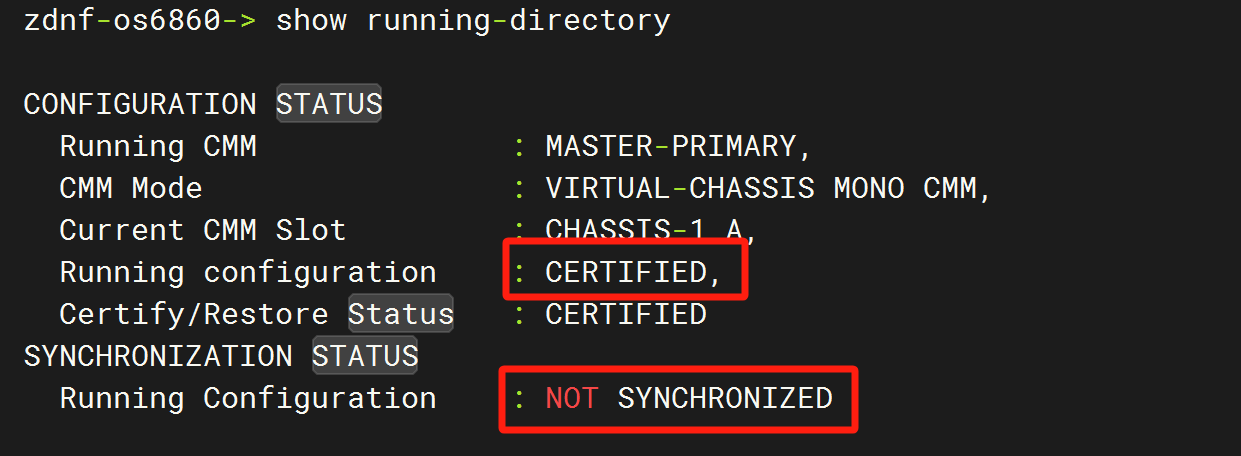 zdnf-os6860-> show running-directory
CONFIGURATION STATUS
Running CMM : MASTER-PRIMARY,
CMM Mode : VIRTUAL-CHASSIS MONO CMM,
Current CMM Slot : CHASSIS-1 A,
Running configuration : CERTIFIED,
Certify/Restore Status : CERTIFIED
SYNCHRONIZATION STATUS
Running Configuration : NOT SYNCHRONIZED